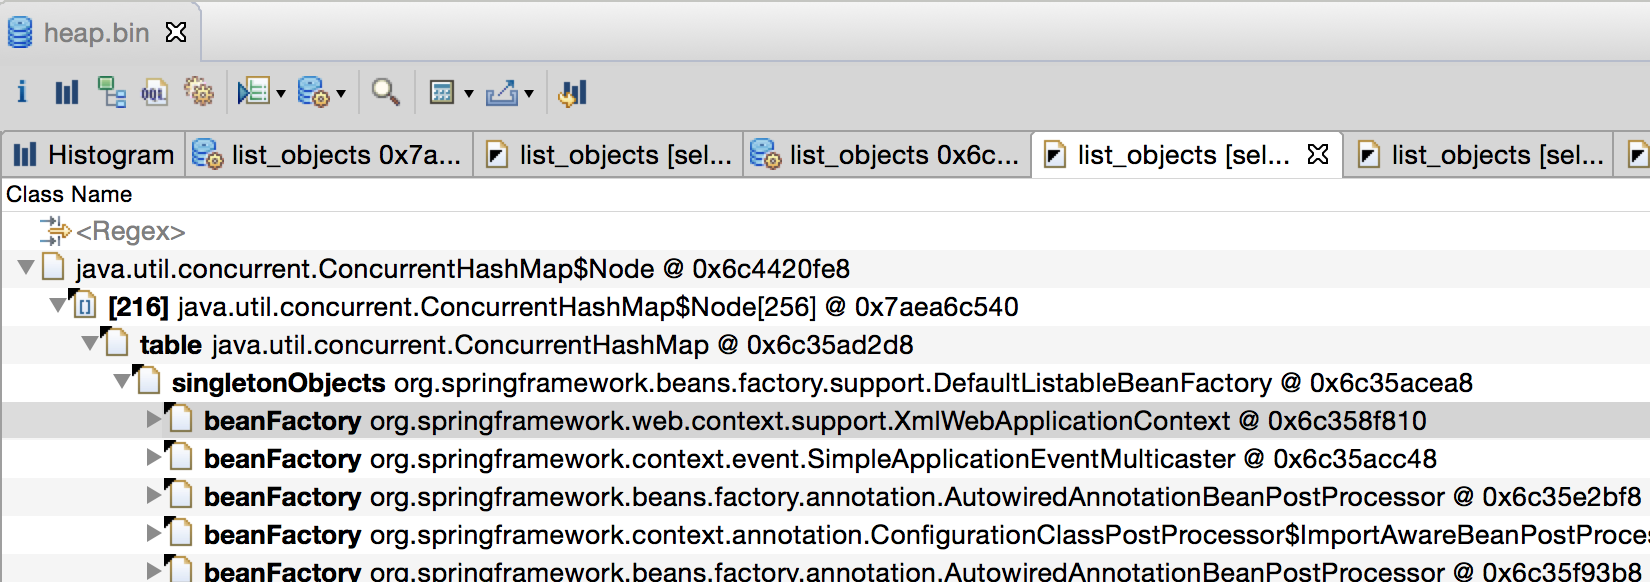 heap.bin
OQL
Histogram list_objects 0x7a... list_objects [sel... list_objects 0x6c... list_objects [sel... list_objects [sel...
Class Name
<Regex>
java.util.concurrent.ConcurrentHashMap$Node @ 0x6c4420fe8
[216] java.util.concurrent.ConcurrentHashMap$Node[256] @ 0x7aea6c540
table java.util.concurrent.ConcurrentHashMap @ 0x6c35ad2d8
singletonObjects org.springframework.beans.factory.support.DefaultListableBeanFactory @ 0x6c35acea8
beanFactory org.springframework.web.context.support.XmlWebApplicationContext @ 0x6c358f810
beanFactory org.springframework.context.event.SimpleApplicationEventMulticaster @ 0x6c35acc48
beanFactory org.springframework.beans.factory.annotation.AutowiredAnnotationBeanPostProcessor @ 0x6c35e2bf8
beanFactory org.springframework.context.annotation.ConfigurationClassPostProcessor$ImportAwareBeanPostProces
beanFactory org.springframework.beans.factory.annotation.AutowiredAnnotationBeanPostProcessor @ 0x6c35f93b8